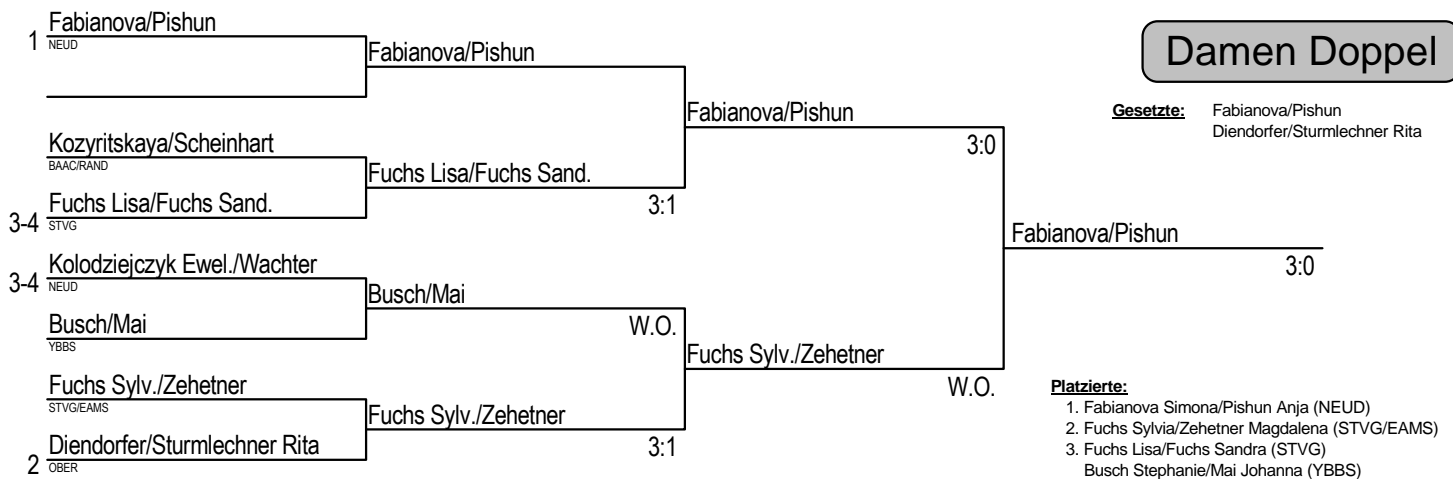 Damen Doppel
Gesetzte: Fabianova/Pishun
Diendorfer/Sturmlechner Rita
1 Fabianova/Pishun
NEUD
Kozyritskaya/Scheinhart
BAAC/RAND
3-4 Fuchs Lisa/Fuchs Sand.
STVG
3-4 Kolodziejczyk Ewel./Wachter
NEUD
Busch/Mai
YBBS
Fuchs Sylv./Zehetner
STVG/EAMS
2 Diendorfer/Sturmlechner Rita
OBER
Fabianova/Pishun
Fuchs Lisa/Fuchs Sand.
3:1
Busch/Mai
W.O.
Fuchs Sylv./Zehetner
3:1
Fabianova/Pishun
3:0
Fuchs Sylv./Zehetner
W.O.
Fabianova/Pishun
3:0
Platzierte:
1. Fabianova Simona/Pishun Anja (NEUD)
2. Fuchs Sylvia/Zehetner Magdalena (STVG/EAMS)
3. Fuchs Lisa/Fuchs Sandra (STVG)
Busch Stephanie/Mai Johanna (YBBS)